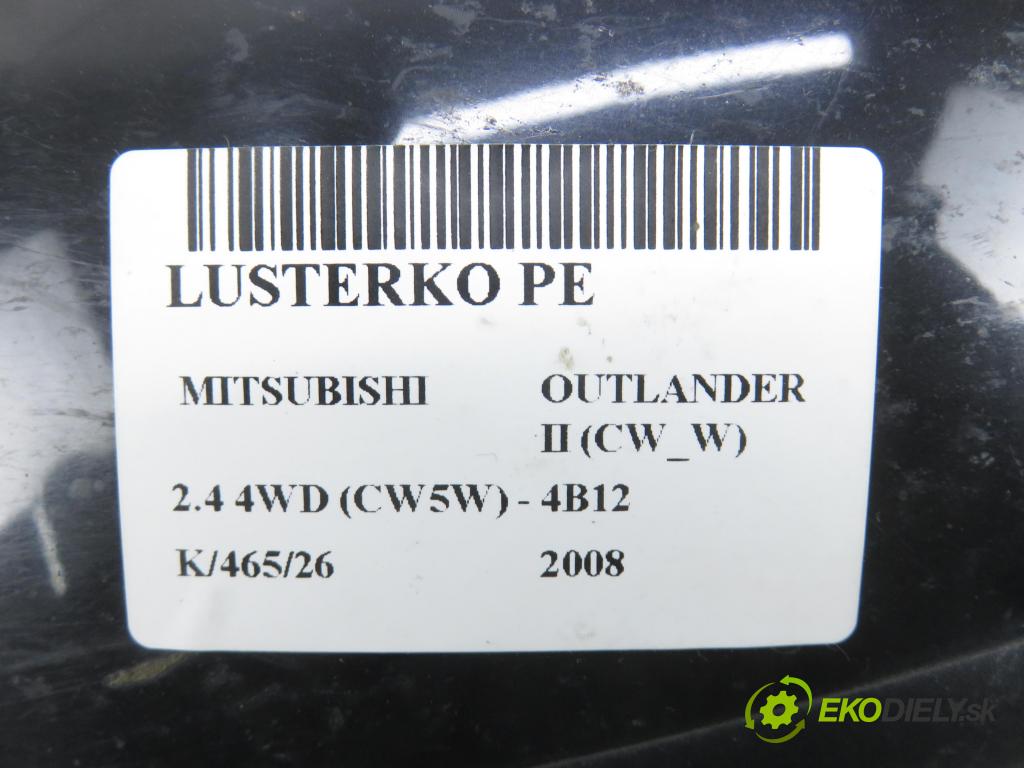 LUSTERKO PE
MITSUBISHI OUTLANDER
II (CW_W)
2.4 4WD (CW5W) - 4B12
K/465/26 2008
EKODIELY.sk